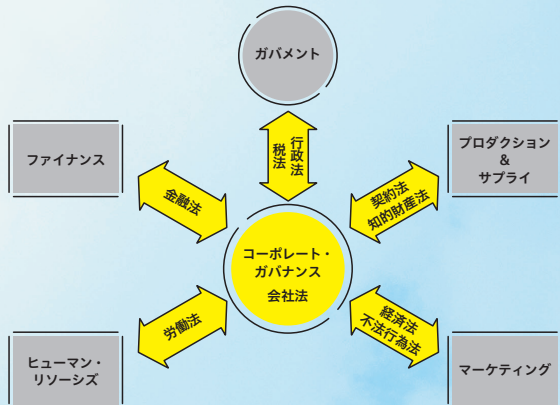 ガバメント
行政法
税法
ファイナンス
金融法
プロダクション
&
サプライ
契約法
知的財産法
コーポレート・
ガバナンス
会社法
労働法
ヒューマン・
リソーシズ
経済法
不法行為法
マーケティング